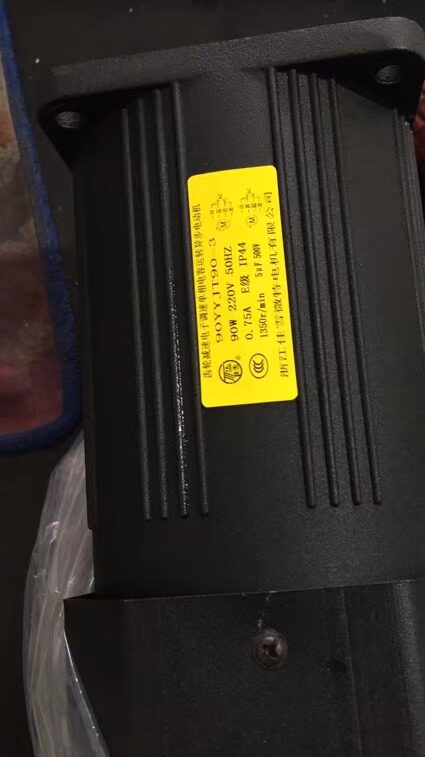 齿轮减速电子调速单相电容运转异步电动机
90YYJT90-3
90W 220V 50HZ
0.75A E级 IP44
1350r/min 5μF500V
浙江佳雪微特电机有限公司